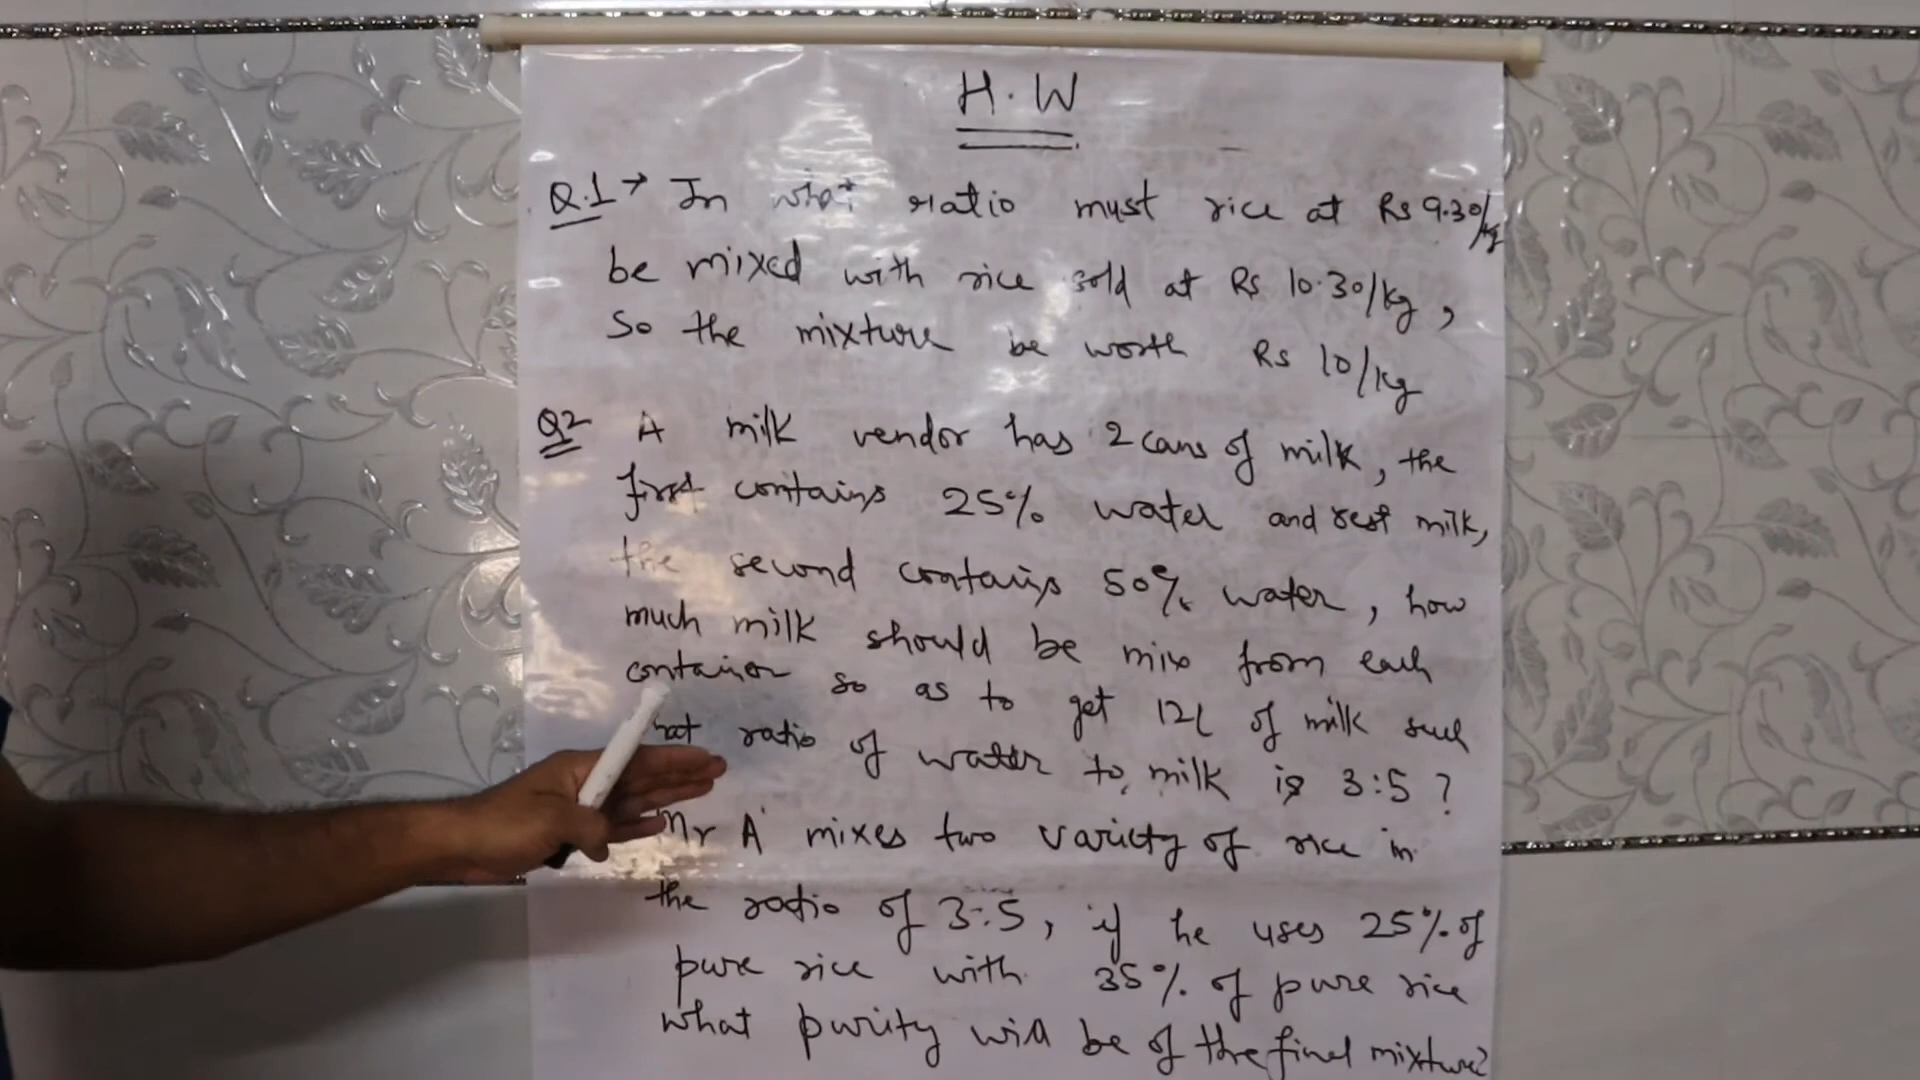 H.W
Q.1 → In what ratio must rice at Rs 9.30/kg
be mixed with rice sold at Rs 10.30/kg,
so the mixture be worth Rs 10/kg
Q2 A milk vendor has 2 cans of milk, the
first contains 25% water and rest milk,
the second contains 50% water, how
much milk should be mix from each
container so as to get 12L of milk such
hat ratio of water to milk is 3:5?
Mr A mixes two variety of rice in
the ratio of 3:5, if he uses 25% of
pure rice with 35% of pure rice
what purity will be of the final mixture?